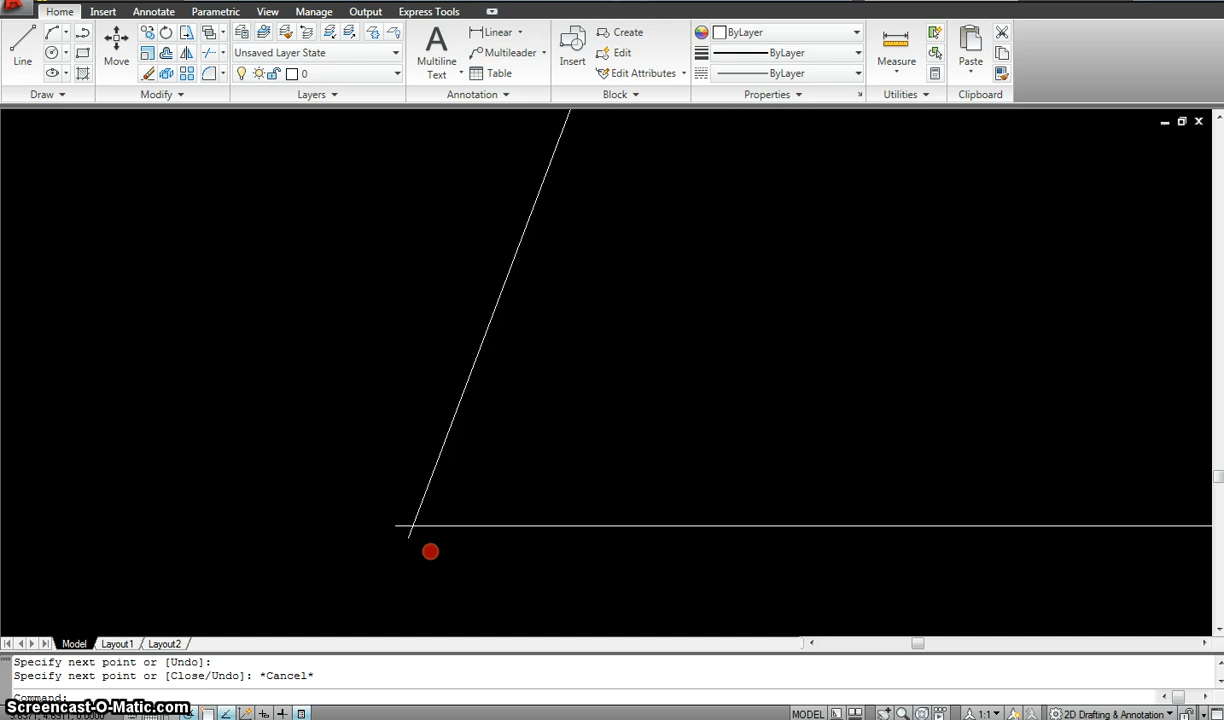 Home Insert Annotate Parametric View Manage Output Express Tools
Line
Move
Unsaved Layer State
0
Multiline
Text
Linear
Multileader
Table
Insert
Create
Edit
Edit Attributes
ByLayer
ByLayer
ByLayer
Measure
Paste
Draw Modify Layers Annotation Block Properties Utilities Clipboard
Model Layout1 Layout2
Specify next point or [Undo]:
Specify next point or [Close/Undo]: *Cancel*
Command:
Screencast-O-Matic.com
MODEL 1:1 2D Drafting & Annotation